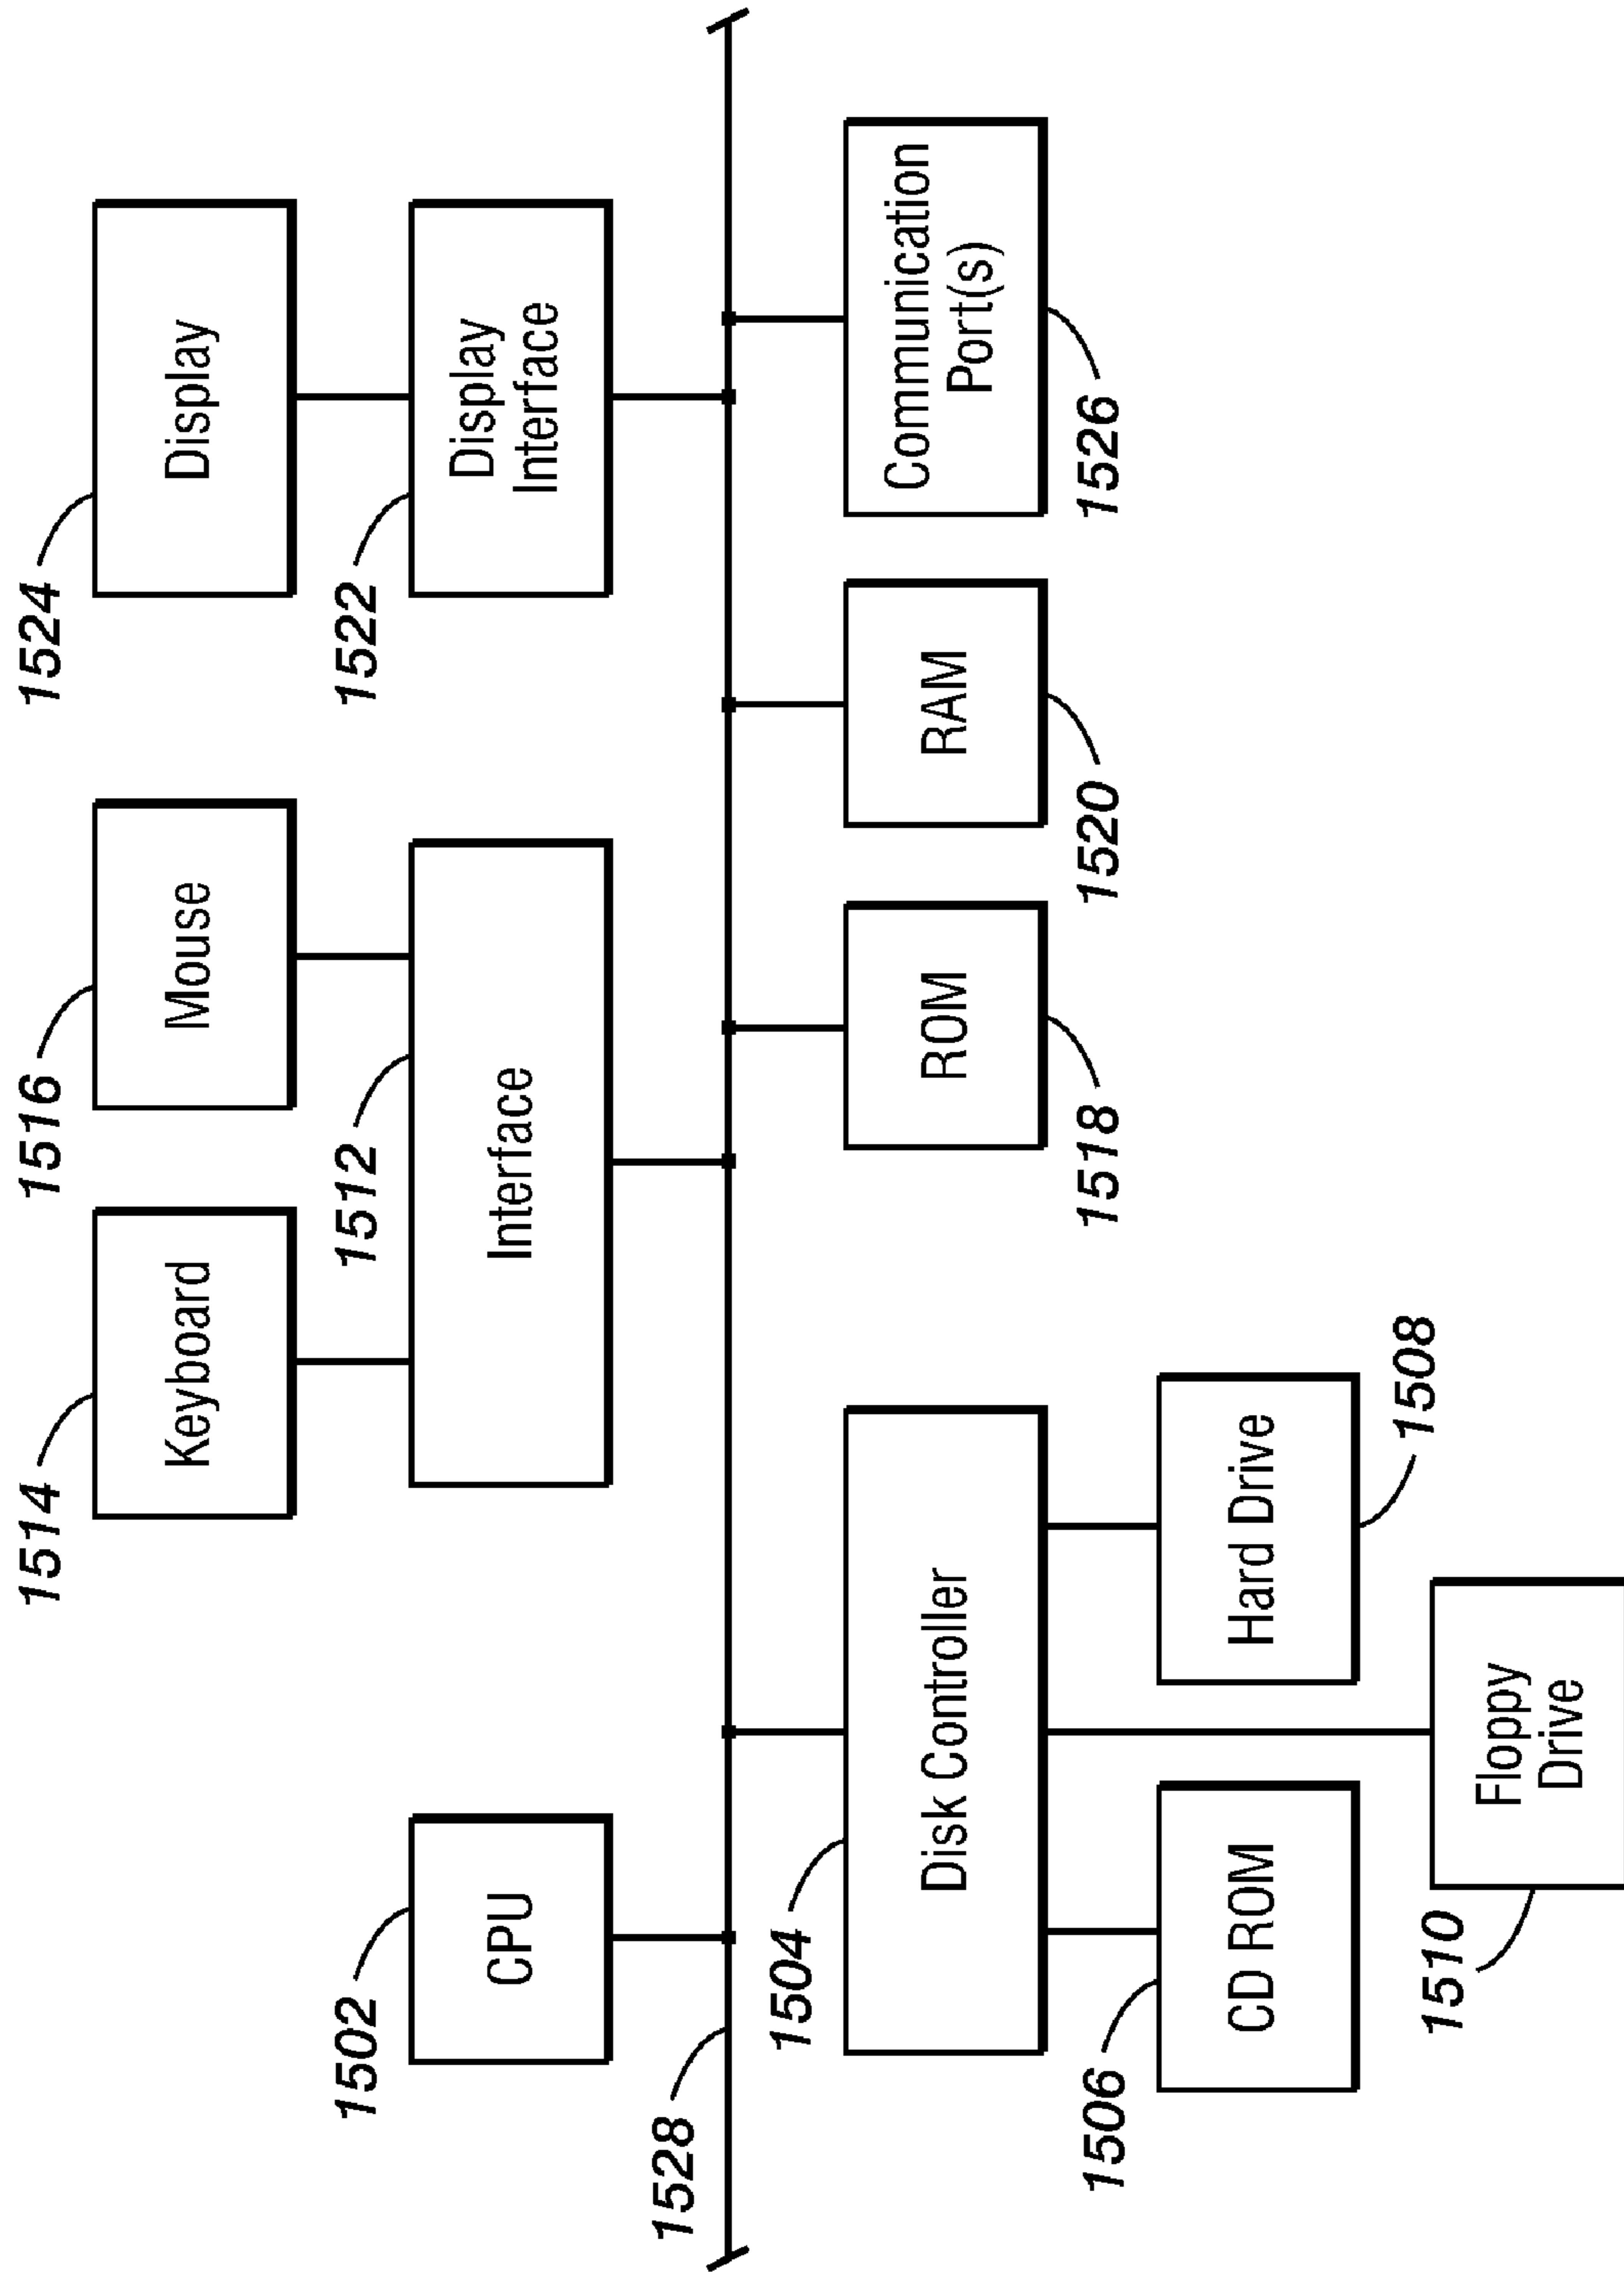 1514
Keyboard
1516
Mouse
1524
Display
1502
CPU
1512
Interface
1522
Display
Interface
1528
1504
Disk Controller
ROM
1518
RAM
1520
Communication
Port(s)
1526
1506
CD ROM
Hard Drive
1508
1510
Floppy
Drive